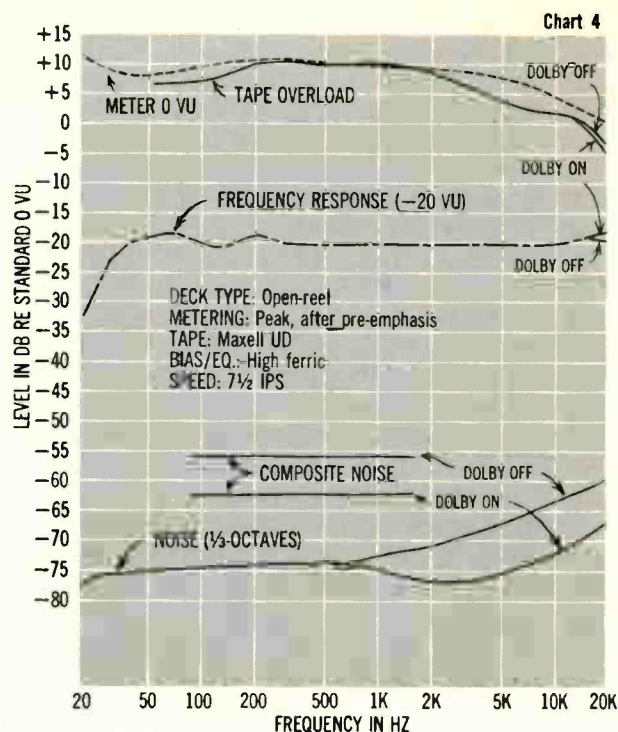 Chart 4
LEVEL IN DB RE STANDARD 0 VU
+15
+10
+5
0
−5
−10
−15
−20
−25
−30
−35
−40
−45
−50
−55
−60
−65
−70
−75
−80
DOLBY OFF
METER 0 VU
TAPE OVERLOAD
DOLBY ON
FREQUENCY RESPONSE (−20 VU)
DOLBY OFF
DECK TYPE: Open-reel
METERING: Peak, after pre-emphasis
TAPE: Maxell UD
BIAS/EQ.: High ferric
SPEED: 7½ IPS
COMPOSITE NOISE
DOLBY OFF
DOLBY ON
NOISE (⅓-OCTAVES)
20 50 100 200 500 1K 2K 5K 10K 20K
FREQUENCY IN HZ